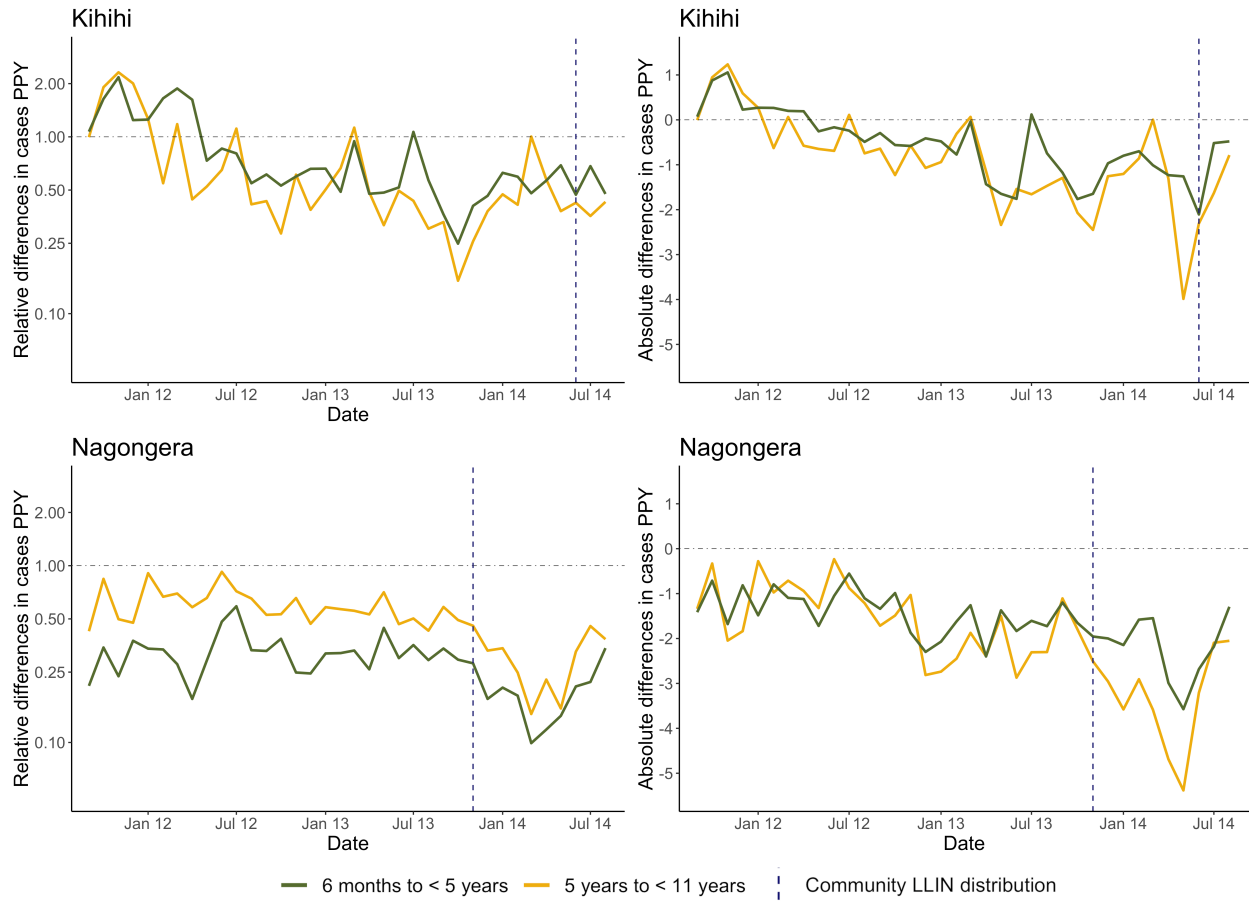 Kihihi
Relative differences in cases PPY
2.00
1.00
0.50
0.25
0.10
Jan 12
Jul 12
Jan 13
Jul 13
Jan 14
Jul 14
Date
Kihihi
Absolute differences in cases PPY
1
0
-1
-2
-3
-4
-5
Jan 12
Jul 12
Jan 13
Jul 13
Jan 14
Jul 14
Date
Nagongera
Relative differences in cases PPY
2.00
1.00
0.50
0.25
0.10
Jan 12
Jul 12
Jan 13
Jul 13
Jan 14
Jul 14
Date
Nagongera
Absolute differences in cases PPY
1
0
-1
-2
-3
-4
-5
Jan 12
Jul 12
Jan 13
Jul 13
Jan 14
Jul 14
Date
6 months to < 5 years
5 years to < 11 years
Community LLIN distribution